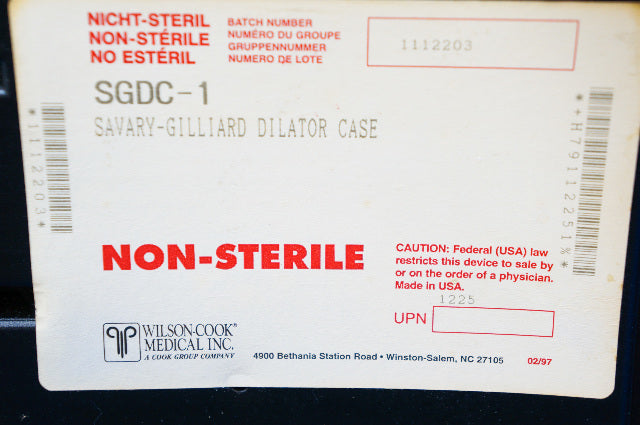 NICHT-STERIL
NON-STÉRILE
NO ESTÉRIL
BATCH NUMBER
NUMÉRO DU GROUPE
GRUPPENNUMMER
NUMERO DE LOTE
1112203
SGDC-1
SAVARY-GILLIARD DILATOR CASE
*1112203*
*+H79112251%*
NON-STERILE
CAUTION: Federal (USA) law
restricts this device to sale by
or on the order of a physician.
Made in USA.
1225
UPN
WILSON-COOK®
MEDICAL INC.
A COOK GROUP COMPANY
4900 Bethania Station Road • Winston-Salem, NC 27105
02/97